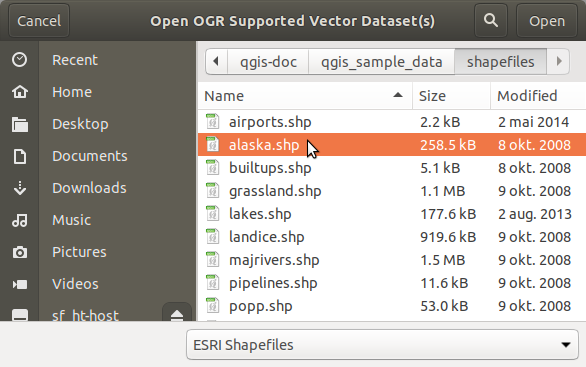 Cancel Open OGR Supported Vector Dataset(s) Open
Recent
Home
Desktop
Documents
Downloads
Music
Pictures
Videos
sf_ht-host
qgis-doc qgis_sample_data shapefiles
Name Size Modified
airports.shp 2.2 kB 2 mai 2014
alaska.shp 258.5 kB 8 okt. 2008
builtups.shp 5.1 kB 8 okt. 2008
grassland.shp 1.1 MB 9 okt. 2008
lakes.shp 177.6 kB 2 aug. 2013
landice.shp 919.6 kB 9 okt. 2008
majrivers.shp 1.5 MB 9 okt. 2008
pipelines.shp 11.6 kB 9 okt. 2008
popp.shp 53.0 kB 9 okt. 2008
ESRI Shapefiles